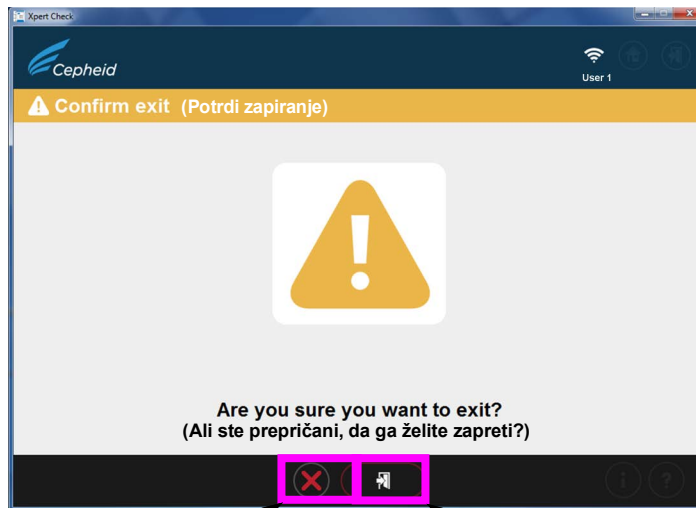 Xpert Check
Cepheid
User 1
Confirm exit (Potrdi zapiranje)
Are you sure you want to exit?
(Ali ste prepričani, da ga želite zapreti?)